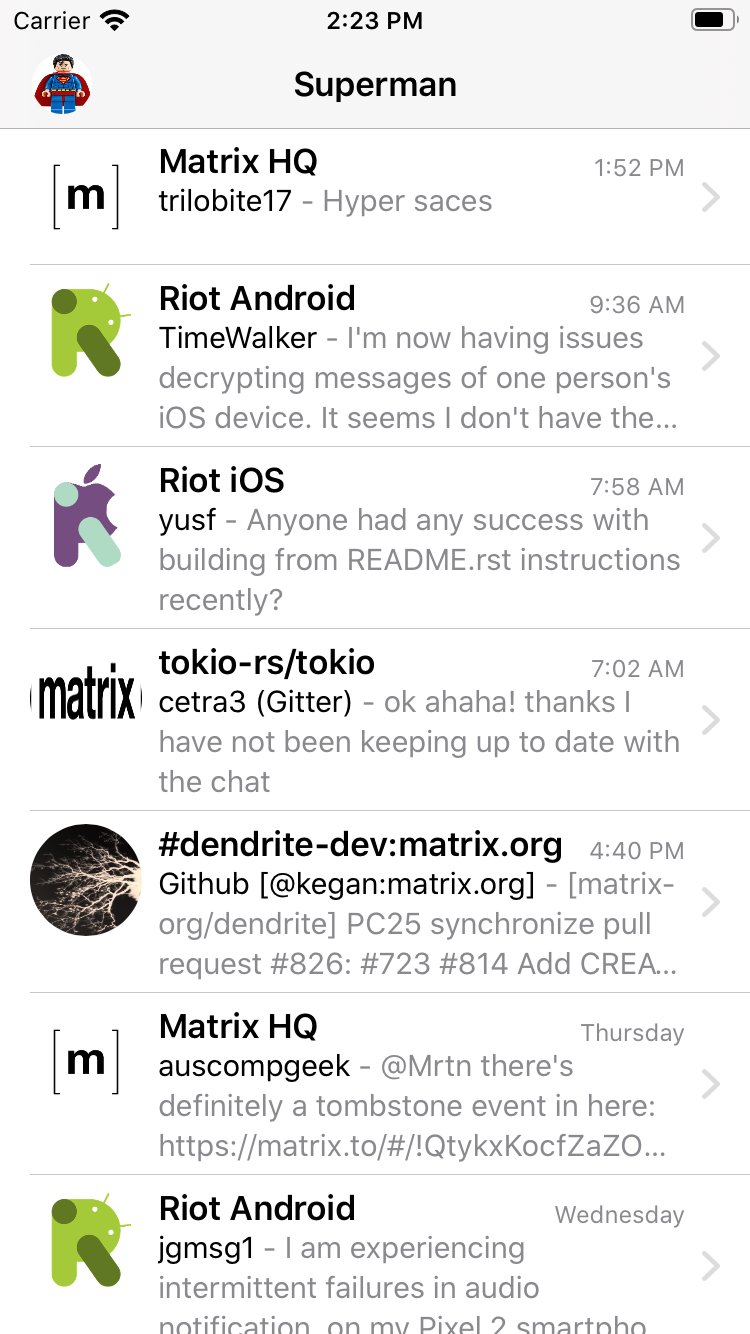 Carrier 2:23 PM
Superman
Matrix HQ 1:52 PM
[m] trilobite17 - Hyper saces
Riot Android 9:36 AM
TimeWalker - I'm now having issues
decrypting messages of one person's
iOS device. It seems I don't have the...
Riot iOS 7:58 AM
yusf - Anyone had any success with
building from README.rst instructions
recently?
tokio-rs/tokio 7:02 AM
matrix cetra3 (Gitter) - ok ahaha! thanks I
have not been keeping up to date with
the chat
#dendrite-dev:matrix.org 4:40 PM
Github [@kegan:matrix.org] - [matrix-
org/dendrite] PC25 synchronize pull
request #826: #723 #814 Add CREA...
Matrix HQ Thursday
[m] auscompgeek - @Mrtn there's
definitely a tombstone event in here:
https://matrix.to/#/!QtykxKocfZaZO...
Riot Android Wednesday
jgmsg1 - I am experiencing
intermittent failures in audio
notification, on my Pixel 2 smartpho